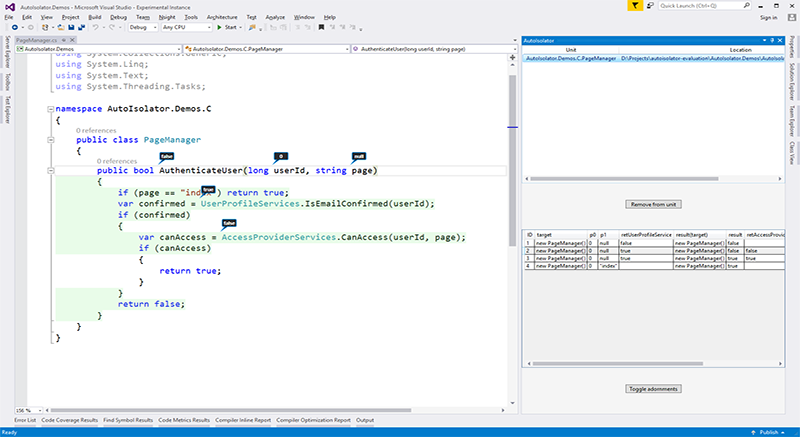 AutoIsolator.Demos - Microsoft Visual Studio - Experimental Instance
Quick Launch (Ctrl+Q)
File Edit View Project Build Debug Team Nsight Tools Architecture Test Analyze Window Help
Sign in
Debug Any CPU Start
Server Explorer
Toolbox
Test Explorer
PageManager.cs
AutoIsolator.Demos
AutoIsolator.Demos.C.PageManager
AuthenticateUser(long userId, string page)
using System.Collections.Generic;
using System.Linq;
using System.Text;
using System.Threading.Tasks;
namespace AutoIsolator.Demos.C
{
0 references
public class PageManager
{
0 references
false 0 null
public bool AuthenticateUser(long userId, string page)
{
if (page == "index") return true;
true
var confirmed = UserProfileServices.IsEmailConfirmed(userId);
if (confirmed)
false
{
var canAccess = AccessProviderServices.CanAccess(userId, page);
if (canAccess)
{
return true;
}
}
return false;
}
}
}
156 %
AutoIsolator
Unit Location
AutoIsolator.Demos.C.PageManager D:\Projects\autoisolator-evaluation\AutoIsolator.Demos\AutoIsol
Remove from unit
ID target p0 p1 retUserProfileService result(target) result retAccessProvi
1 new PageManager() 0 null false new PageManager() false
2 new PageManager() 0 null true new PageManager() false false
3 new PageManager() 0 null true new PageManager() true true
4 new PageManager() 0 "index" new PageManager() true
Toggle adornments
Properties
Solution Explorer
Team Explorer
Class View
Error List Code Coverage Results Find Symbol Results Code Metrics Results Compiler Inline Report Compiler Optimization Report Output
Ready
Publish